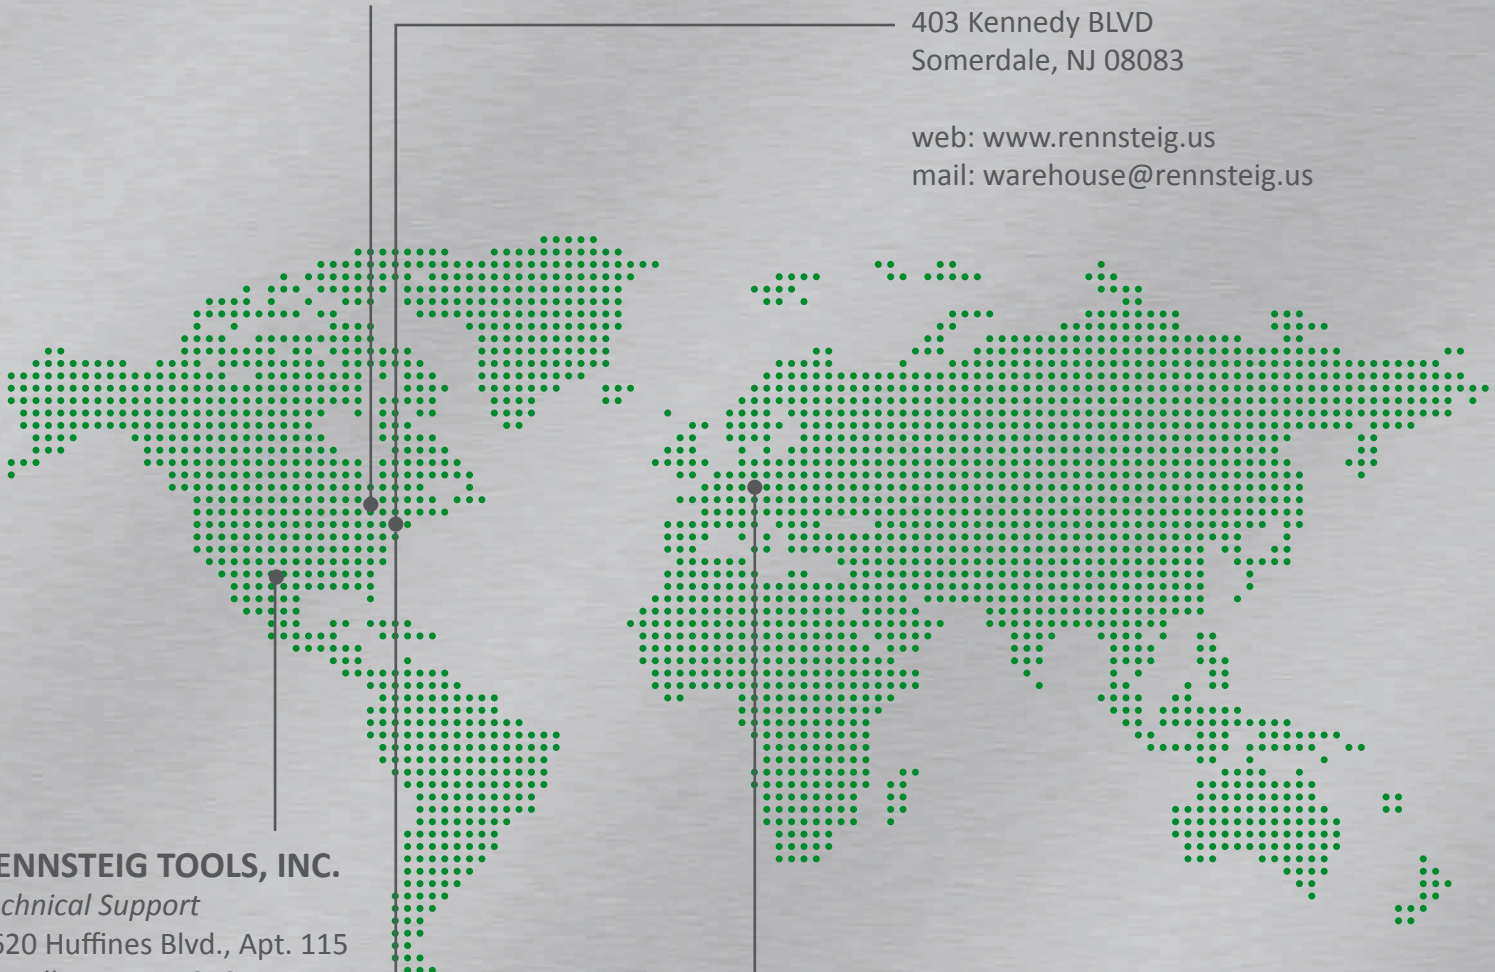 403 Kennedy BLVD
Somerdale, NJ 08083
web: www.rennsteig.us
mail: warehouse@rennsteig.us
ENNSTEIG TOOLS, INC.
chnical Support
620 Huffines Blvd., Apt. 115